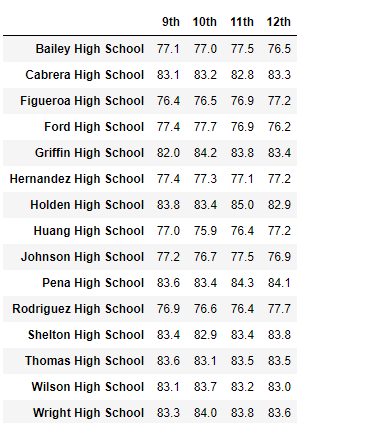 9th 10th 11th 12th
Bailey High School 77.1 77.0 77.5 76.5
Cabrera High School 83.1 83.2 82.8 83.3
Figueroa High School 76.4 76.5 76.9 77.2
Ford High School 77.4 77.7 76.9 76.2
Griffin High School 82.0 84.2 83.8 83.4
Hernandez High School 77.4 77.3 77.1 77.2
Holden High School 83.8 83.4 85.0 82.9
Huang High School 77.0 75.9 76.4 77.2
Johnson High School 77.2 76.7 77.5 76.9
Pena High School 83.6 83.4 84.3 84.1
Rodriguez High School 76.9 76.6 76.4 77.7
Shelton High School 83.4 82.9 83.4 83.8
Thomas High School 83.6 83.1 83.5 83.5
Wilson High School 83.1 83.7 83.2 83.0
Wright High School 83.3 84.0 83.8 83.6